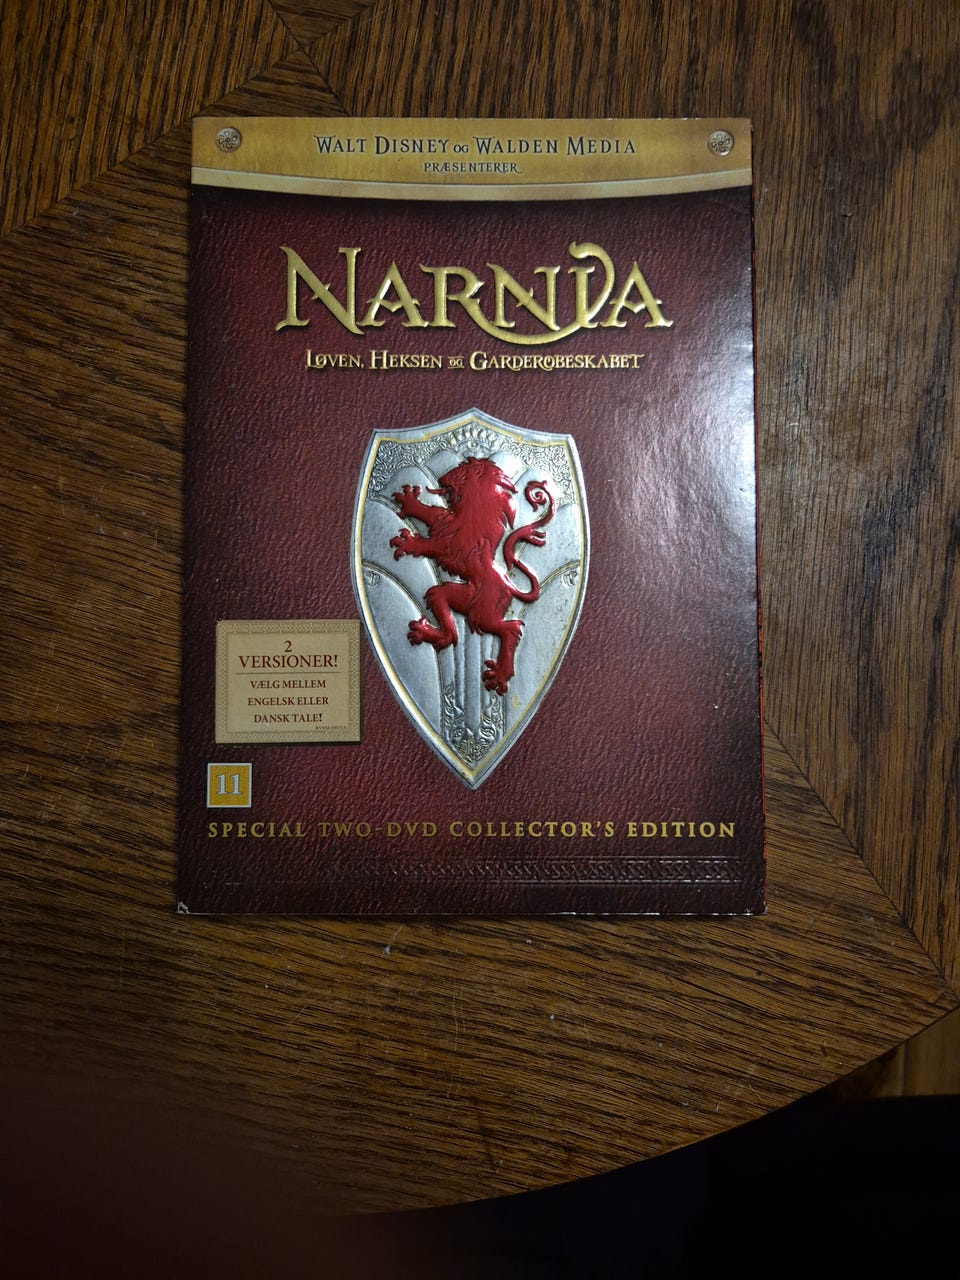 WALT DISNEY OG WALDEN MEDIA
PRÆSENTERER
NARNIA
LØVEN, HEKSEN OG GARDEROBESKABET
2
VERSIONER!
VÆLG MELLEM
ENGELSK ELLER
DANSK TALE!
11
SPECIAL TWO-DVD COLLECTOR'S EDITION